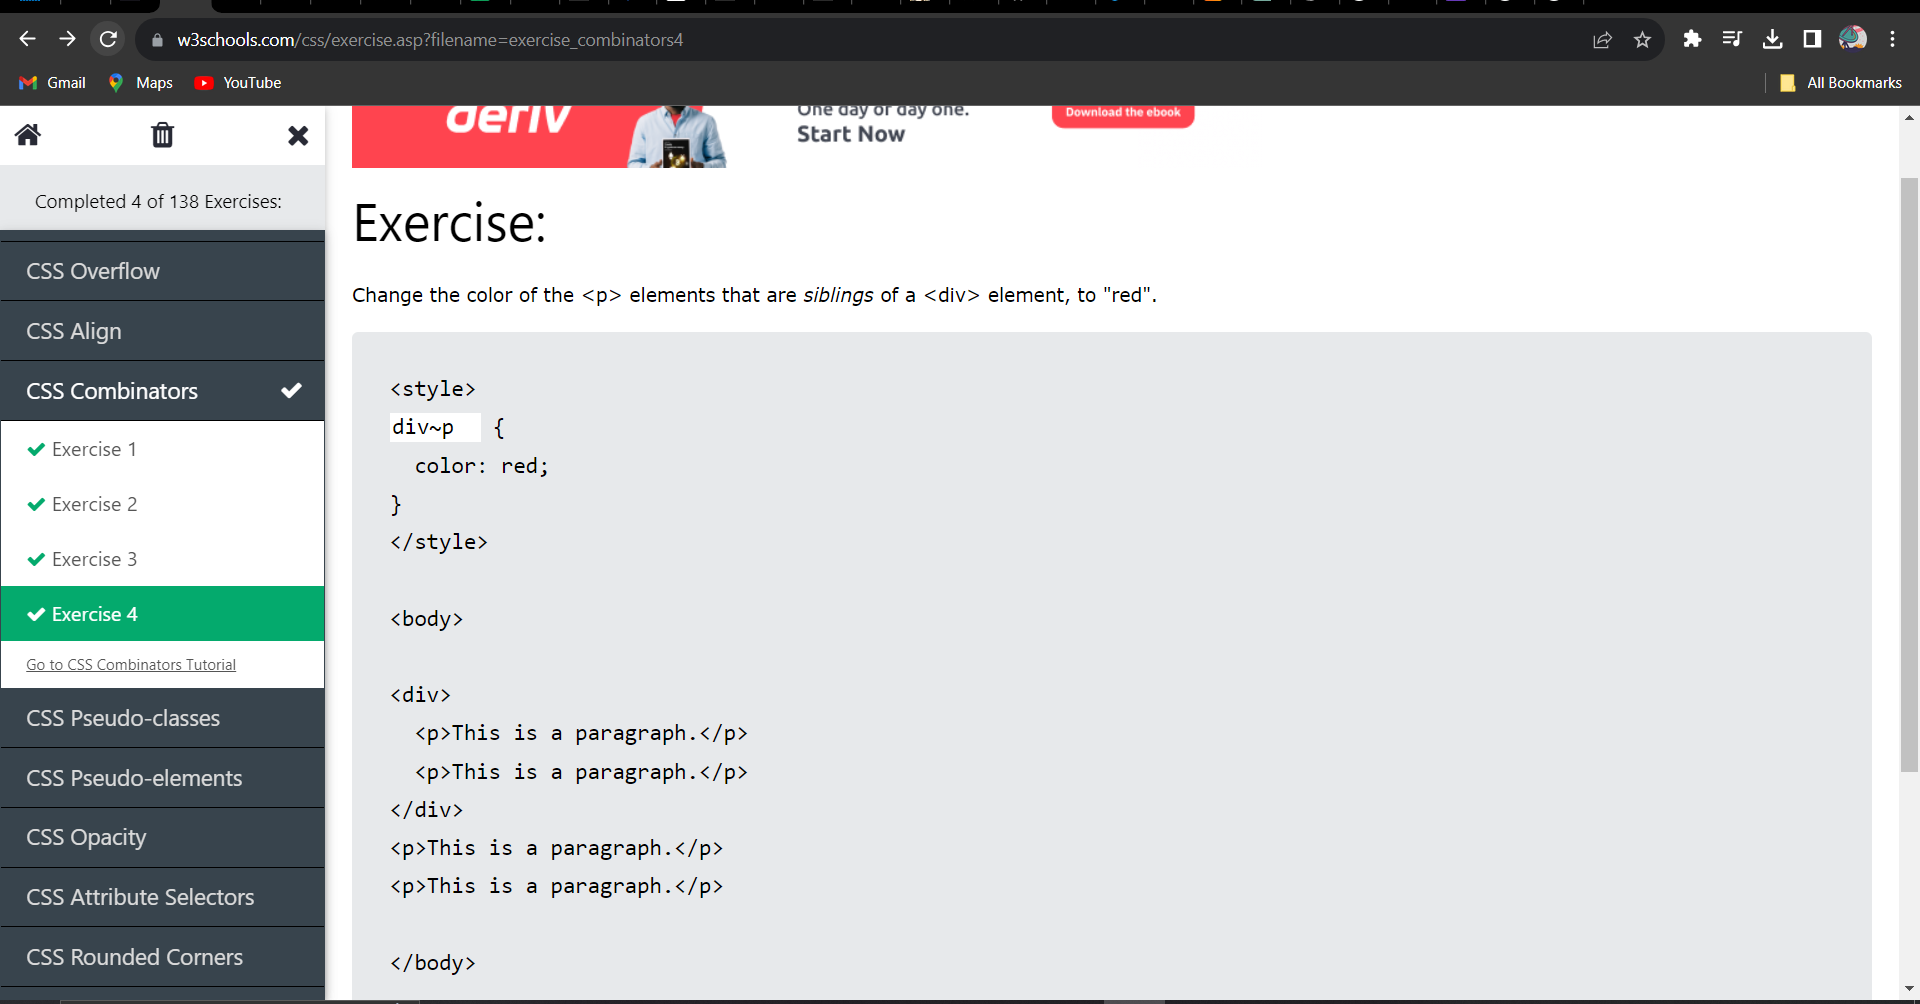 w3schools.com/css/exercise.asp?filename=exercise_combinators4
Gmail
Maps
YouTube
All Bookmarks
deriv
One day or day one.
Start Now
Download the ebook
Completed 4 of 138 Exercises:
CSS Overflow
CSS Align
CSS Combinators
Exercise 1
Exercise 2
Exercise 3
Exercise 4
Go to CSS Combinators Tutorial
CSS Pseudo-classes
CSS Pseudo-elements
CSS Opacity
CSS Attribute Selectors
CSS Rounded Corners
Exercise:
Change the color of the <p> elements that are siblings of a <div> element, to "red".
<style>
div~p {
color: red;
}
</style>
<body>
<div>
<p>This is a paragraph.</p>
<p>This is a paragraph.</p>
</div>
<p>This is a paragraph.</p>
<p>This is a paragraph.</p>
</body>